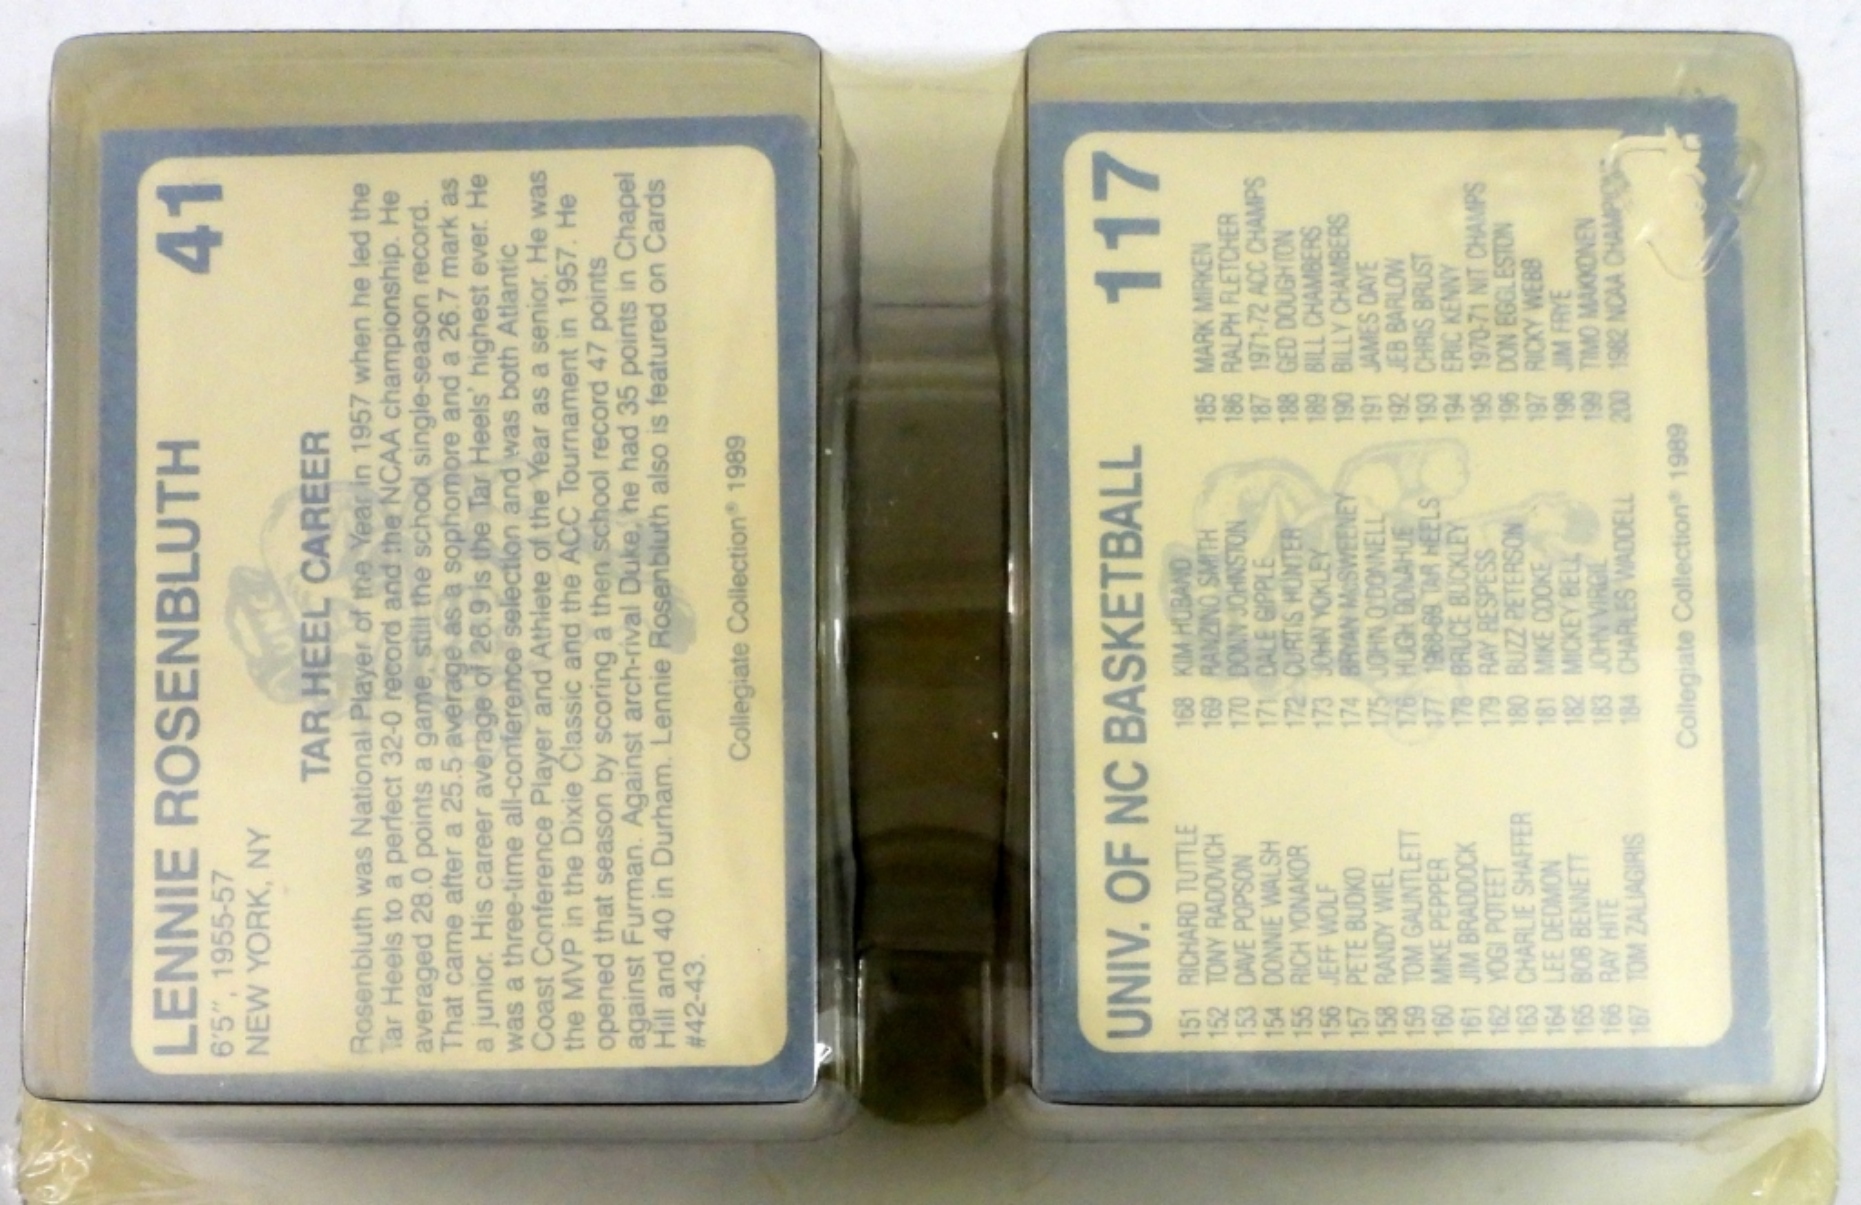 LENNIE ROSENBLUTH 41
6'5", 1955-57
NEW YORK, NY
TAR HEEL CAREER
Rosenbluth was National Player of the Year in 1957 when he led the
Tar Heels to a perfect 32-0 record and the NCAA championship. He
averaged 28.0 points a game, still the school single-season record.
That came after a 25.5 average as a sophomore and a 26.7 mark as
a junior. His career average of 26.9 is the Tar Heels' highest ever. He
was a three-time all-conference selection and was both Atlantic
Coast Conference Player and Athlete of the Year as a senior. He was
the MVP in the Dixie Classic and the ACC Tournament in 1957. He
opened that season by scoring a then school record 47 points
against Furman. Against arch-rival Duke, he had 35 points in Chapel
Hill and 40 in Durham. Lennie Rosenbluth also is featured on Cards
#42-43.
Collegiate Collection® 1989
UNIV. OF NC BASKETBALL 117
151 RICHARD TUTTLE
152 TONY RADOVICH
153 DAVE POPSON
154 DONNIE WALSH
155 RICH YONAKOR
156 JEFF WOLF
157 PETE BUDKO
158 RANDY WIEL
159 TOM GAUNTLETT
160 MIKE PEPPER
161 JIM BRADDOCK
162 YOGI POTEET
163 CHARLIE SHAFFER
164 LEE DEDMON
165 BOB BENNETT
166 RAY HITE
167 TOM ZALIAGIRIS
168 KIM HUBAND
169 RANZINO SMITH
170 DONN JOHNSTON
171 DALE GIPPLE
172 CURTIS HUNTER
173 JOHN YOKLEY
174 BRYAN McSWEENEY
175 JOHN O'DONNELL
176 HUGH DONAHUE
177 1968-69 TAR HEELS
178 BRUCE BUCKLEY
179 RAY RESPESS
180 BUZZ PETERSON
181 MIKE COOKE
182 MICKEY BELL
183 JOHN VIRGIL
184 CHARLES WADDELL
185 MARK MIRKEN
186 RALPH FLETCHER
187 1971-72 ACC CHAMPS
188 GED DOUGHTON
189 BILL CHAMBERS
190 BILLY CHAMBERS
191 JAMES DAYE
192 JEB BARLOW
193 CHRIS BRUST
194 ERIC KENNY
195 1970-71 NIT CHAMPS
196 DON EGGLESTON
197 RICKY WEBB
198 JIM FRYE
199 TIMO MAKKONEN
200 1982 NCAA CHAMPIONS
Collegiate Collection® 1989